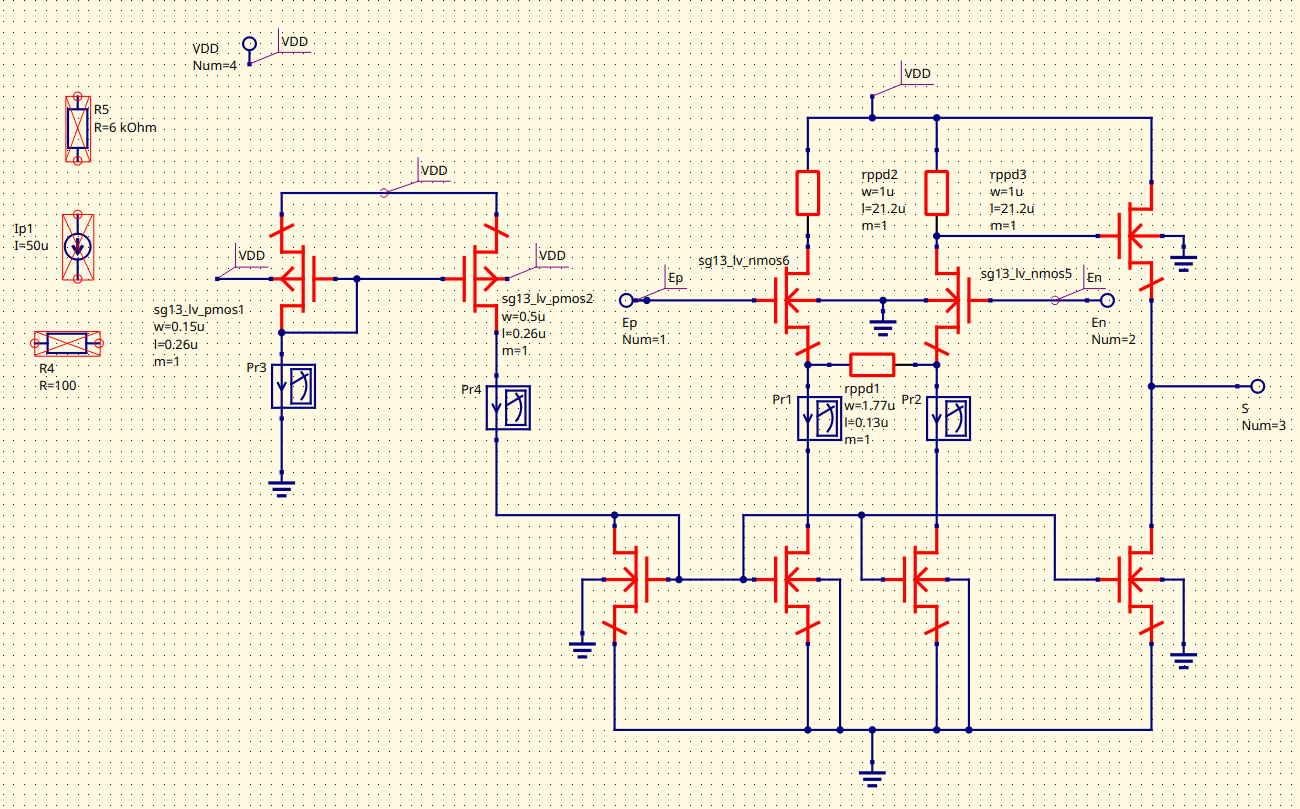 VDD
Num=4
VDD
VDD
R5
R=6 kOhm
VDD
rppd2
w=1u
l=21.2u
m=1
rppd3
w=1u
l=21.2u
m=1
Ip1
I=50u
VDD
VDD
sg13_lv_nmos6
sg13_lv_nmos5
Ep
En
sg13_lv_pmos1
w=0.15u
l=0.26u
m=1
sg13_lv_pmos2
w=0.5u
l=0.26u
m=1
Ep
Num=1
En
Num=2
R4
R=100
Pr3
Pr4
Pr1
rppd1
w=1.77u
l=0.13u
m=1
Pr2
S
Num=3